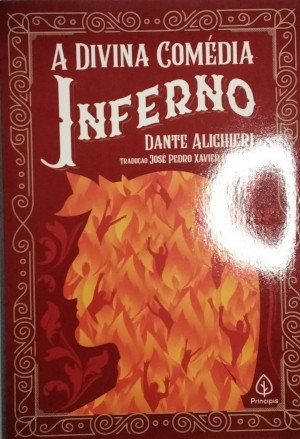 A DIVINA COMÉDIA
INFERNO
DANTE ALIGHIERI
TRADUÇÃO JOSÉ PEDRO XAVIER
Principis